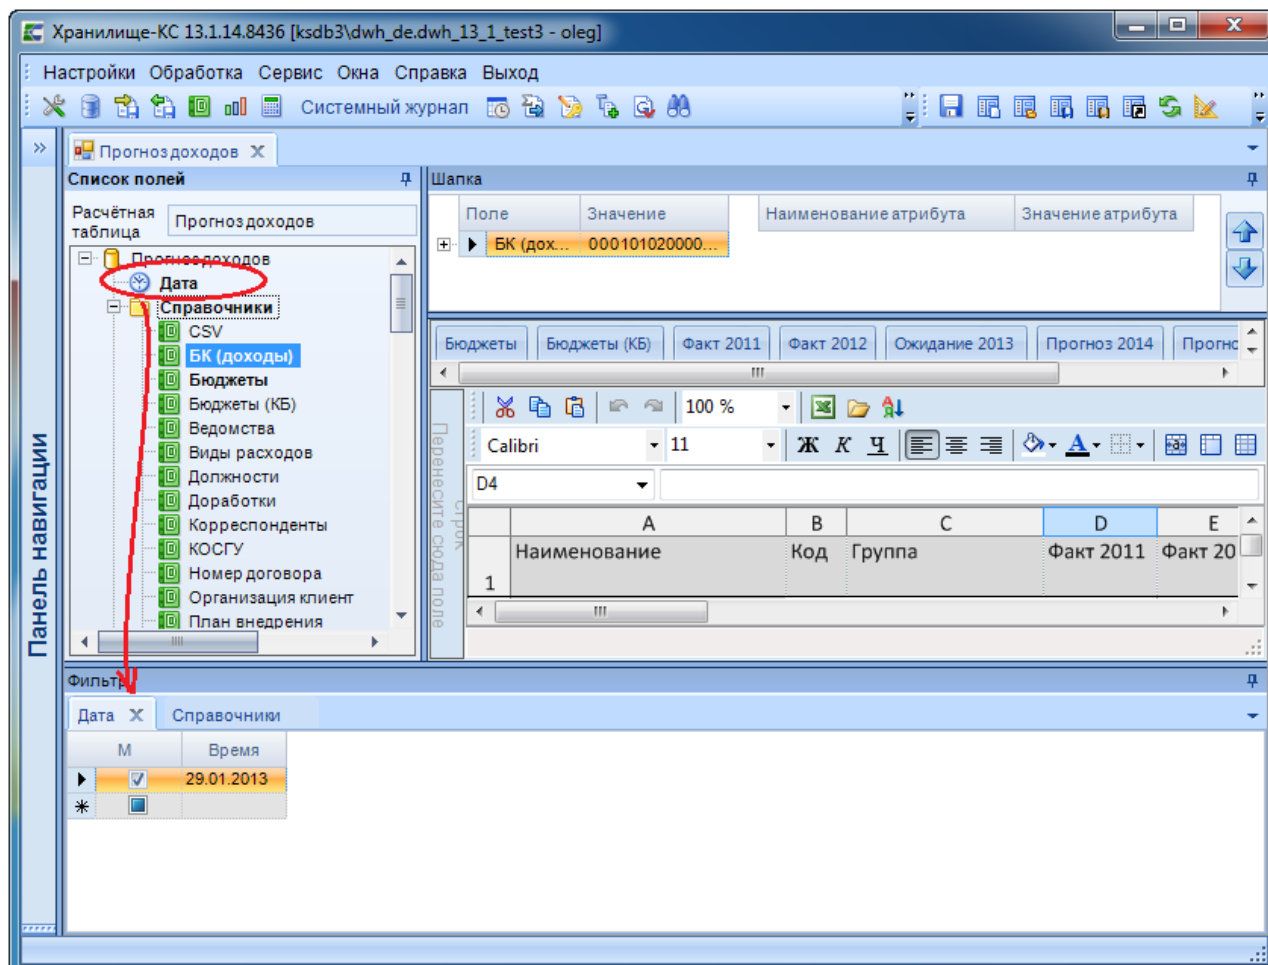 Хранилище-КС 13.1.14.8436 [ksdb3\dwh_de.dwh_13_1_test3 - oleg]
Настройки Обработка Сервис Окна Справка Выход
Системный журнал
Прогноз доходов
Список полей
Расчётная таблица
Прогноз доходов
Прогноз доходов
Дата
Справочники
CSV
БК (доходы)
Бюджеты
Бюджеты (КБ)
Ведомства
Виды расходов
Должности
Доработки
Корреспонденты
КОСГУ
Номер договора
Организация клиент
План внедрения
Панель навигации
Шапка
Поле Значение Наименование атрибута Значение атрибута
БК (дох... 000101020000...
Бюджеты Бюджеты (КБ) Факт 2011 Факт 2012 Ожидание 2013 Прогноз 2014 Прогнс
Перенесите сюда поле строк
100 %
Calibri 11 Ж К Ч
D4
A B C D E
Наименование Код Группа Факт 2011 Факт 20
1
Фильтр
Дата Справочники
М Время
29.01.2013